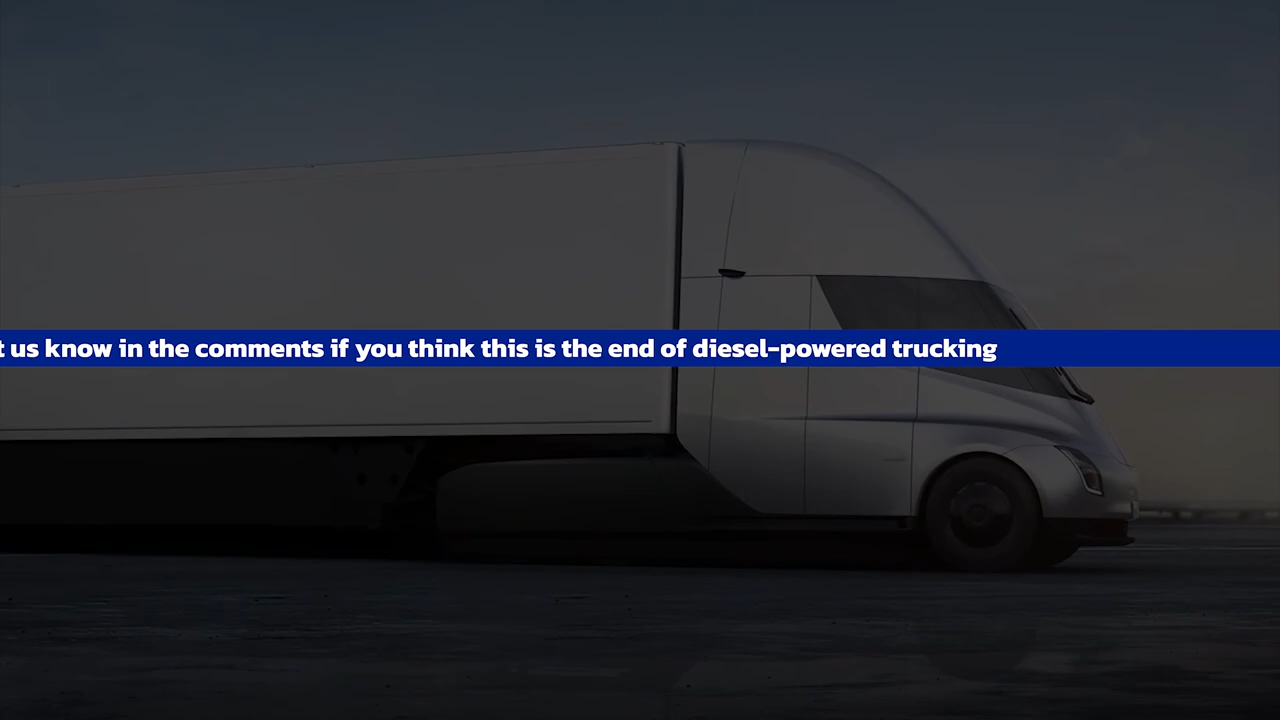 t us know in the comments if you think this is the end of diesel-powered trucking